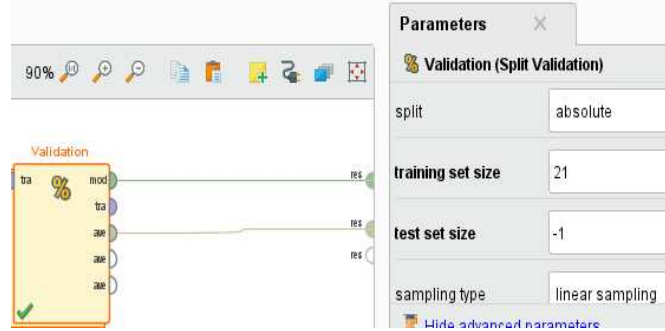 Parameters
90%
Validation (Split Validation)
split
absolute
Validation
tra
mod
res
tra
ave
res
ave
res
ave
training set size
21
test set size
-1
sampling type
linear sampling
Hide advanced parameters